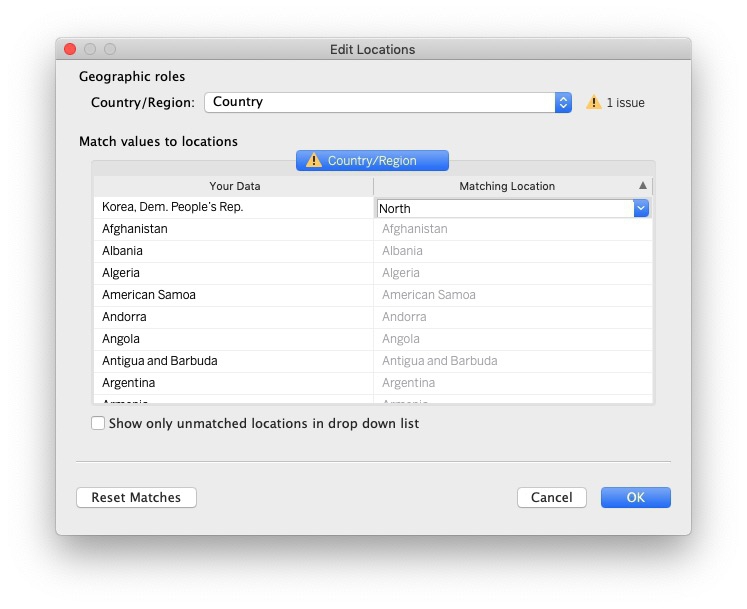 Edit Locations
Geographic roles
Country/Region: Country 1 issue
Match values to locations
Country/Region
Your Data Matching Location
Korea, Dem. People's Rep. North
Afghanistan Afghanistan
Albania Albania
Algeria Algeria
American Samoa American Samoa
Andorra Andorra
Angola Angola
Antigua and Barbuda Antigua and Barbuda
Argentina Argentina
Show only unmatched locations in drop down list
Reset Matches Cancel OK